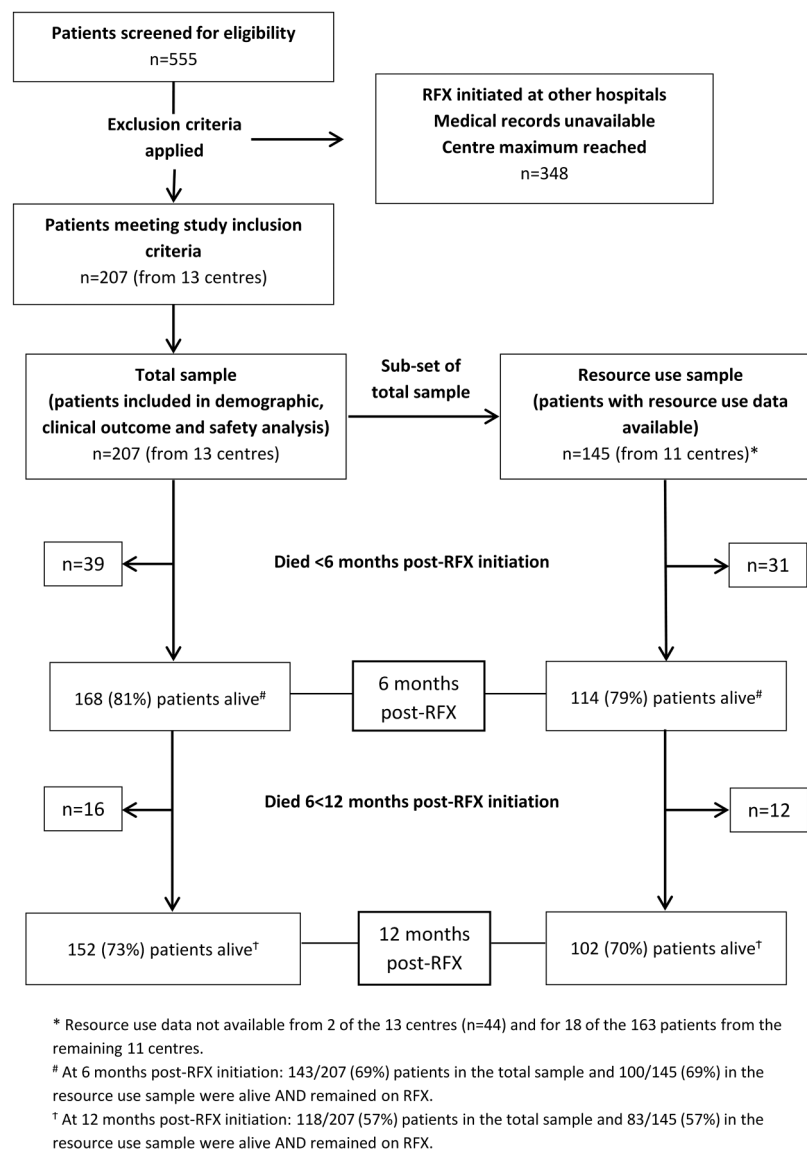 Patients screened for eligibility
n=555
RFX initiated at other hospitals
Medical records unavailable
Centre maximum reached
n=348
Exclusion criteria
applied
Patients meeting study inclusion
criteria
n=207 (from 13 centres)
Total sample
(patients included in demographic,
clinical outcome and safety analysis)
n=207 (from 13 centres)
Sub-set of
total sample
Resource use sample
(patients with resource use data
available)
n=145 (from 11 centres)*
n=39
Died <6 months post-RFX initiation
n=31
168 (81%) patients alive#
6 months
post-RFX
114 (79%) patients alive#
n=16
Died 6<12 months post-RFX initiation
n=12
152 (73%) patients alive†
12 months
post-RFX
102 (70%) patients alive†
* Resource use data not available from 2 of the 13 centres (n=44) and for 18 of the 163 patients from the
remaining 11 centres.
# At 6 months post-RFX initiation: 143/207 (69%) patients in the total sample and 100/145 (69%) in the
resource use sample were alive AND remained on RFX.
† At 12 months post-RFX initiation: 118/207 (57%) patients in the total sample and 83/145 (57%) in the
resource use sample were alive AND remained on RFX.